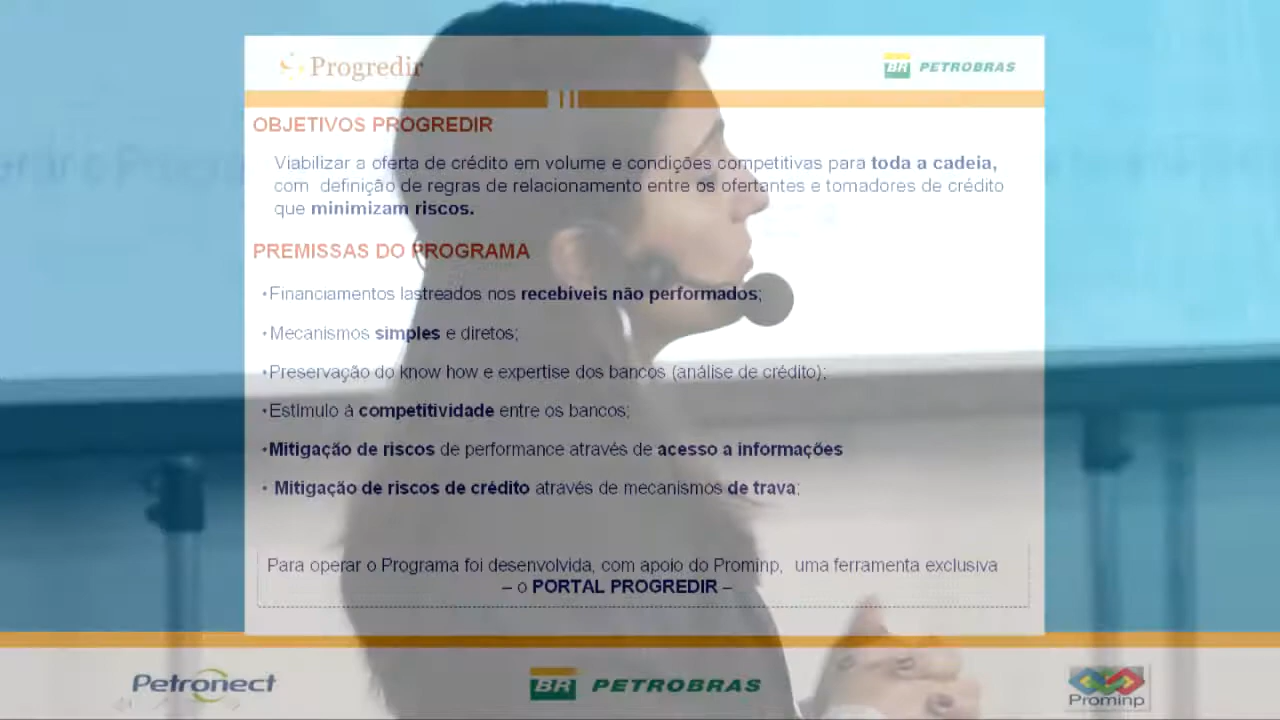 Progredir
BR PETROBRAS
OBJETIVOS PROGREDIR
Viabilizar a oferta de crédito em volume e condições competitivas para toda a cadeia,
com definição de regras de relacionamento entre os ofertantes e tomadores de crédito
que minimizam riscos.
PREMISSAS DO PROGRAMA
•Financiamentos lastreados nos recebíveis não performados;
•Mecanismos simples e diretos;
•Preservação do know how e expertise dos bancos (análise de crédito);
•Estímulo à competitividade entre os bancos;
•Mitigação de riscos de performance através de acesso a informações
• Mitigação de riscos de crédito através de mecanismos de trava;
Para operar o Programa foi desenvolvida, com apoio do Prominp, uma ferramenta exclusiva
– o PORTAL PROGREDIR –
Petronect
BR PETROBRAS
Prominp